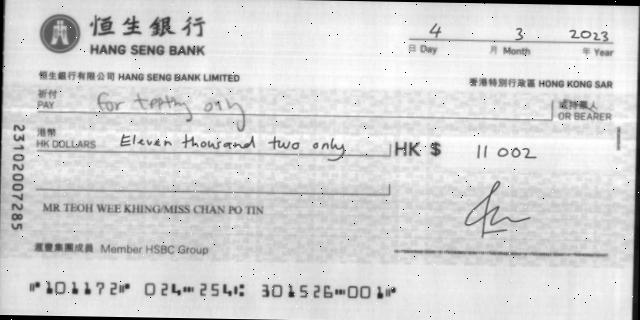 恒生銀行
HANG SENG BANK
4 3 2023
日 Day 月 Month 年 Year
恒生銀行有限公司 HANG SENG BANK LIMITED
香港特別行政區 HONG KONG SAR
祈付
PAY
For only
或持票人
OR BEARER
港幣
HK DOLLARS Eleven thousand two only
HK $ 11 002
MR TEOH WEE KHING/MISS CHAN PO TIN
滙豐集團成員 Member HSBC Group
23102007285
⑈101172⑈ 024⑉254⑆ 301526⑉001⑈